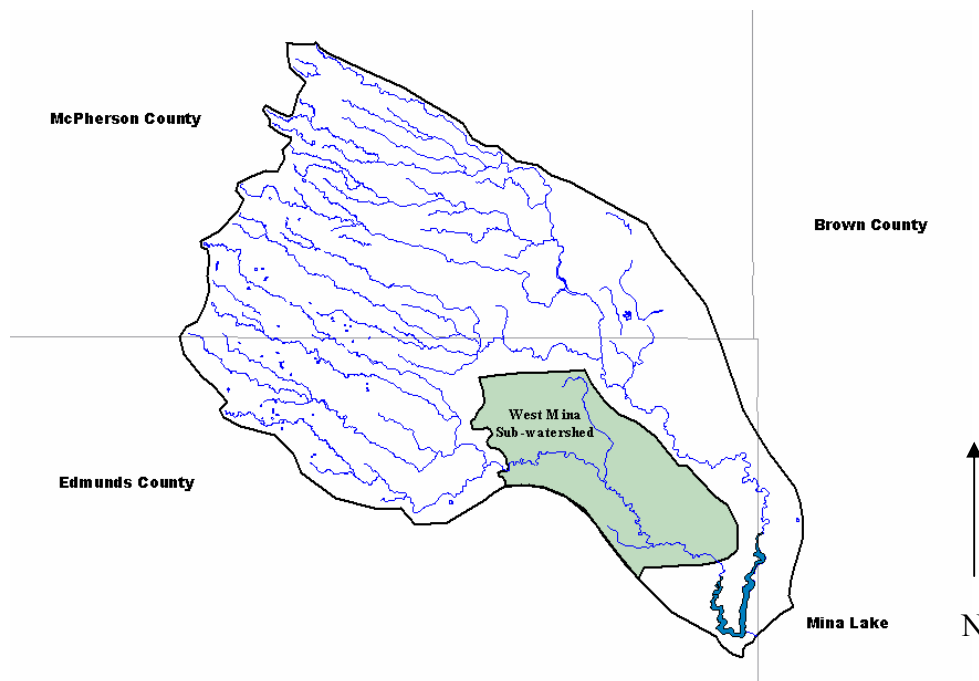 McPherson County
Brown County
West Mina
Sub-watershed
Edmunds County
Mina Lake
N